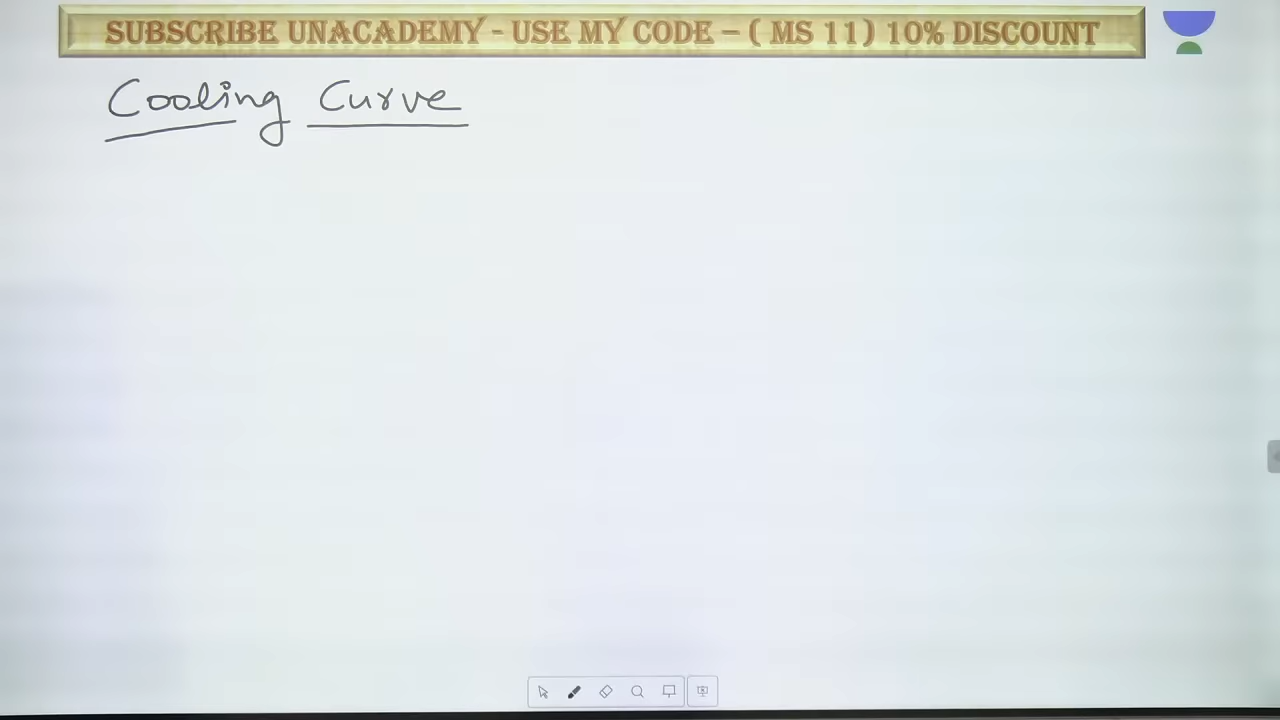 SUBSCRIBE UNACADEMY - USE MY CODE – ( MS 11) 10% DISCOUNT
Cooling Curve